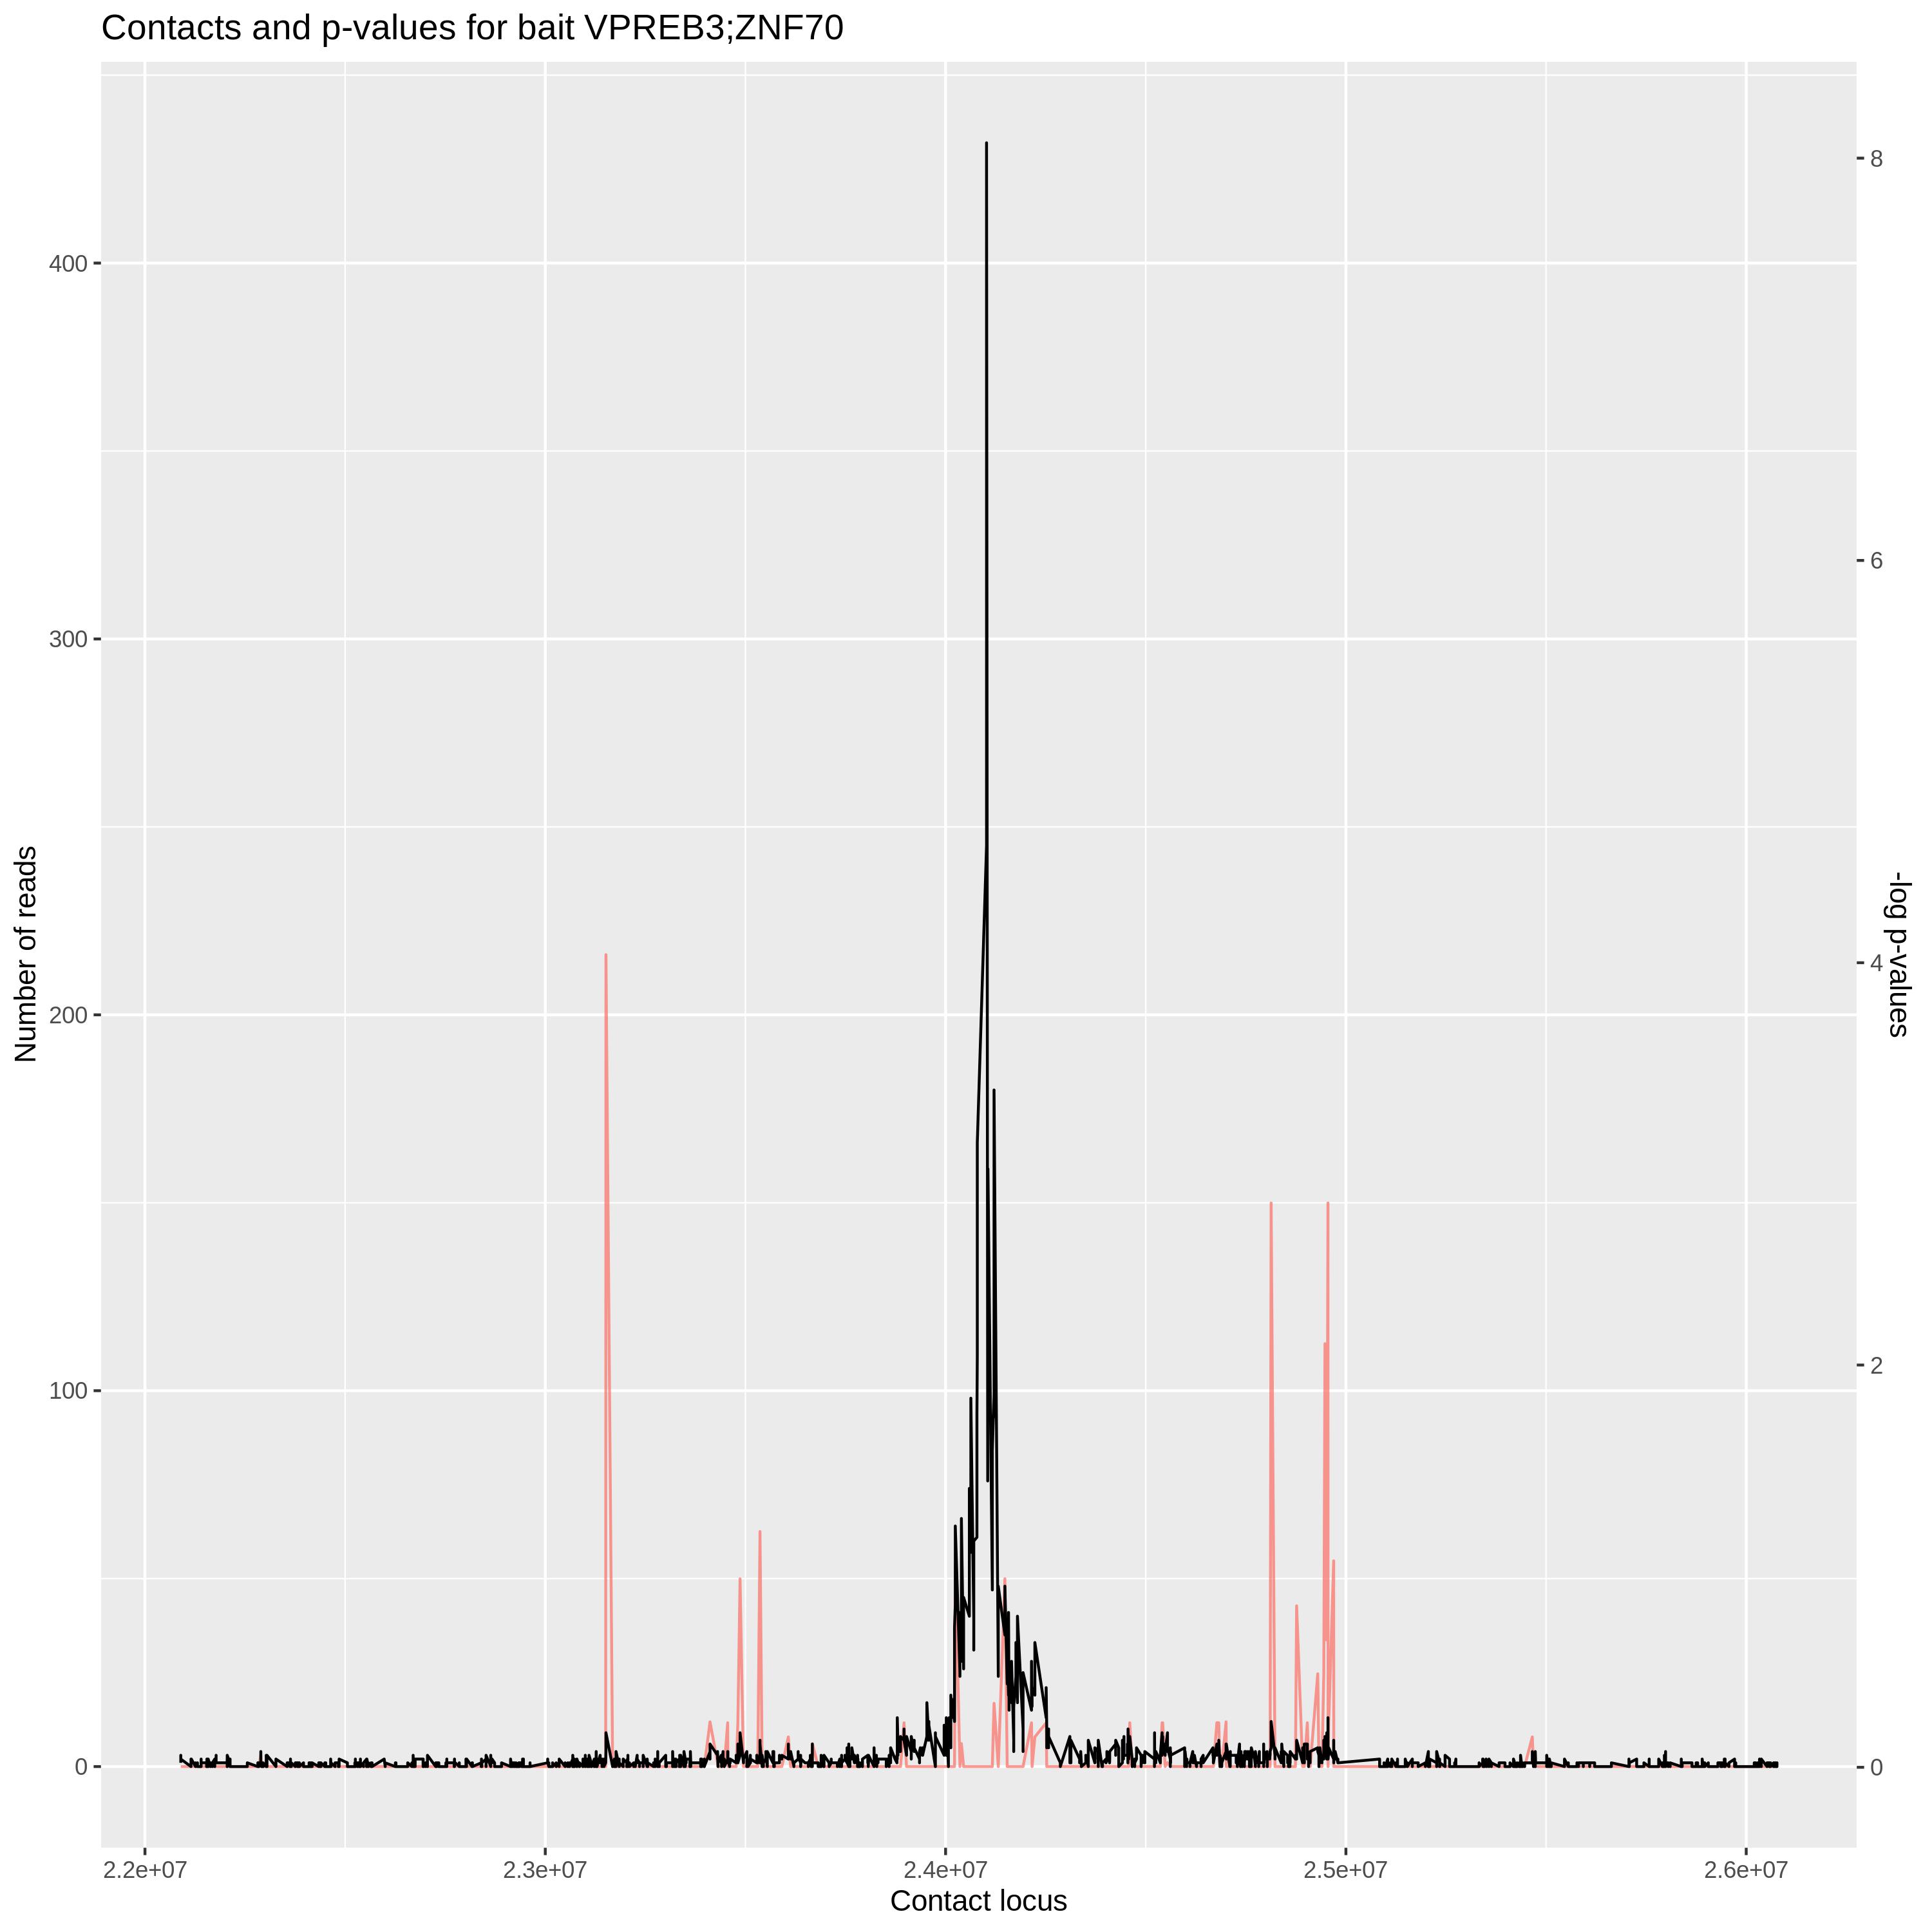 Contacts and p-values for bait VPREB3;ZNF70
400
300
200
100
0
Number of reads
8
6
4
2
0
-log p-values
2.2e+07
2.3e+07
2.4e+07
2.5e+07
2.6e+07
Contact locus